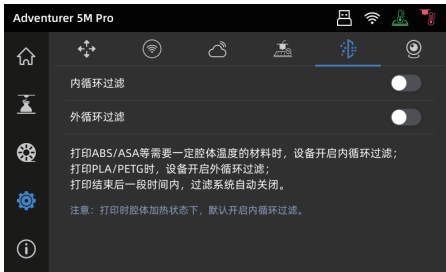 Adventurer 5M Pro
内循环过滤
外循环过滤
打印ABS/ASA等需要一定腔体温度的材料时，设备开启内循环过滤；
打印PLA/PETG时，设备开启外循环过滤；
打印结束后一段时间内，过滤系统自动关闭。
注意：打印时腔体加热状态下，默认开启内循环过滤。